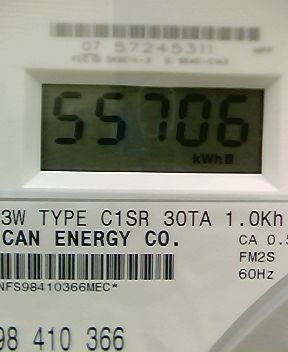 07 57245311
55706
kWh
3W TYPE C1SR 30TA 1.0Kh
CAN ENERGY CO.
CA 0.5
FM2S
60Hz
NFS98410366MEC*
98 410 366